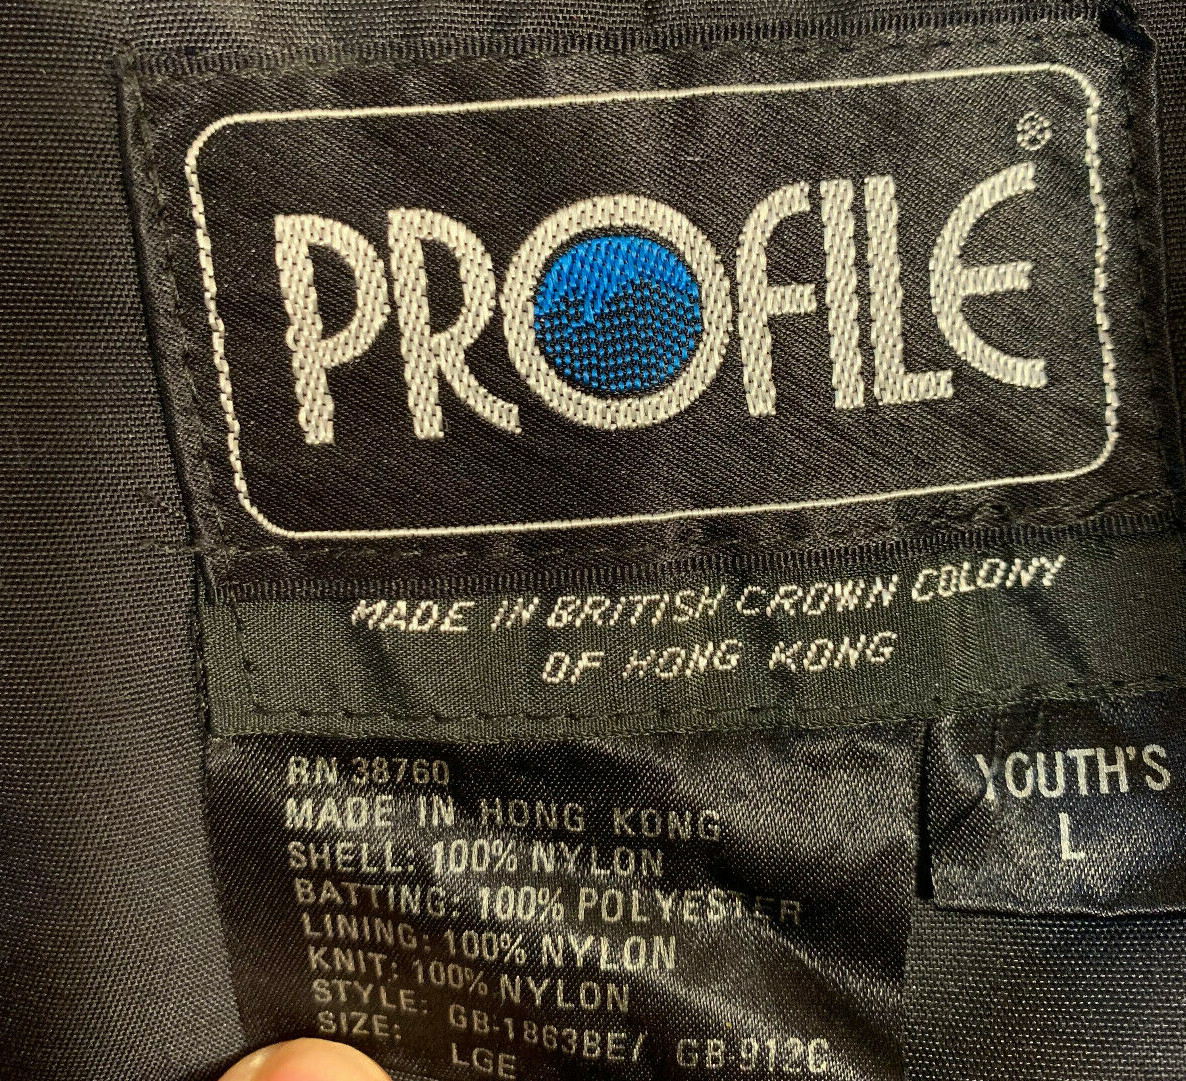 PROFILE®
MADE IN BRITISH CROWN COLONY
OF HONG KONG
YOUTH'S
L
RN 38760
MADE IN HONG KONG
SHELL: 100% NYLON
BATTING: 100% POLYESTER
LINING: 100% NYLON
KNIT: 100% NYLON
STYLE: GB-1863BE/ GB-912C
SIZE: LGE